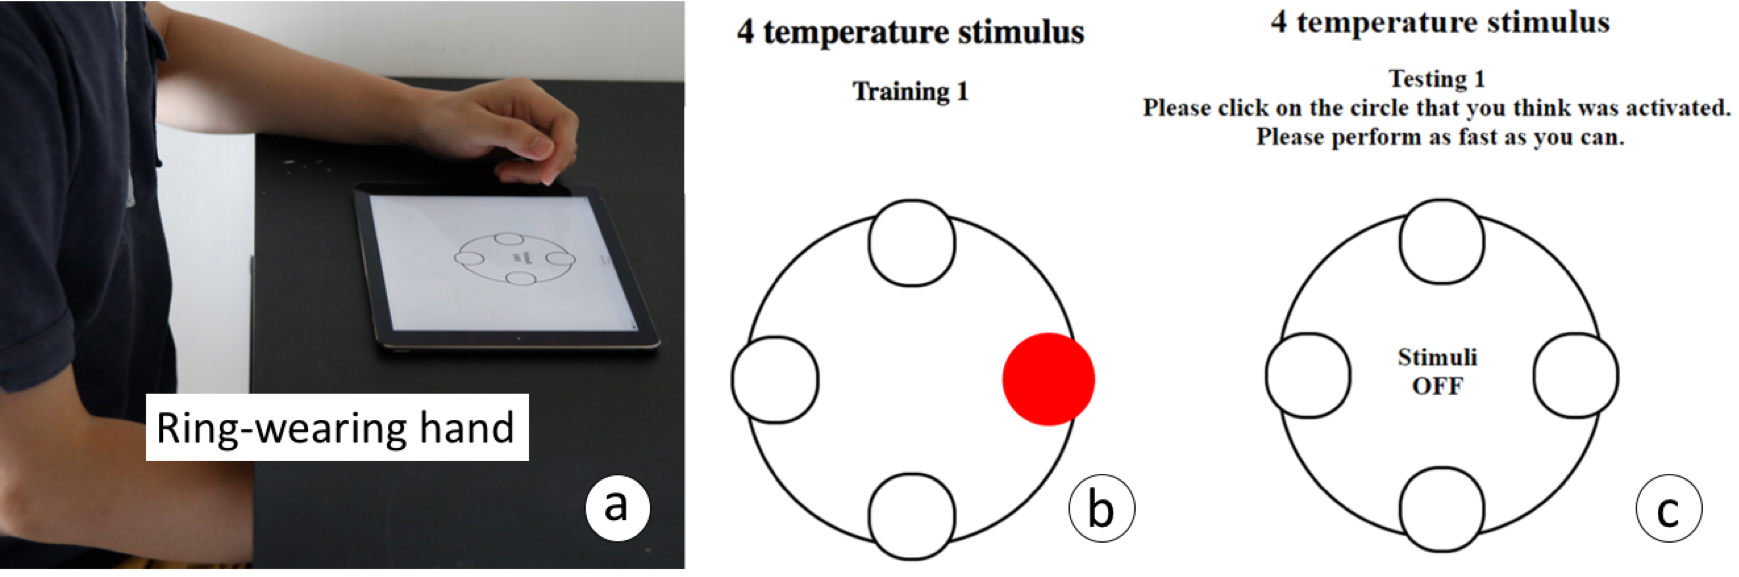 Ring-wearing hand
a
4 temperature stimulus
Training 1
b
4 temperature stimulus
Testing 1
Please click on the circle that you think was activated.
Please perform as fast as you can.
Stimuli
OFF
c